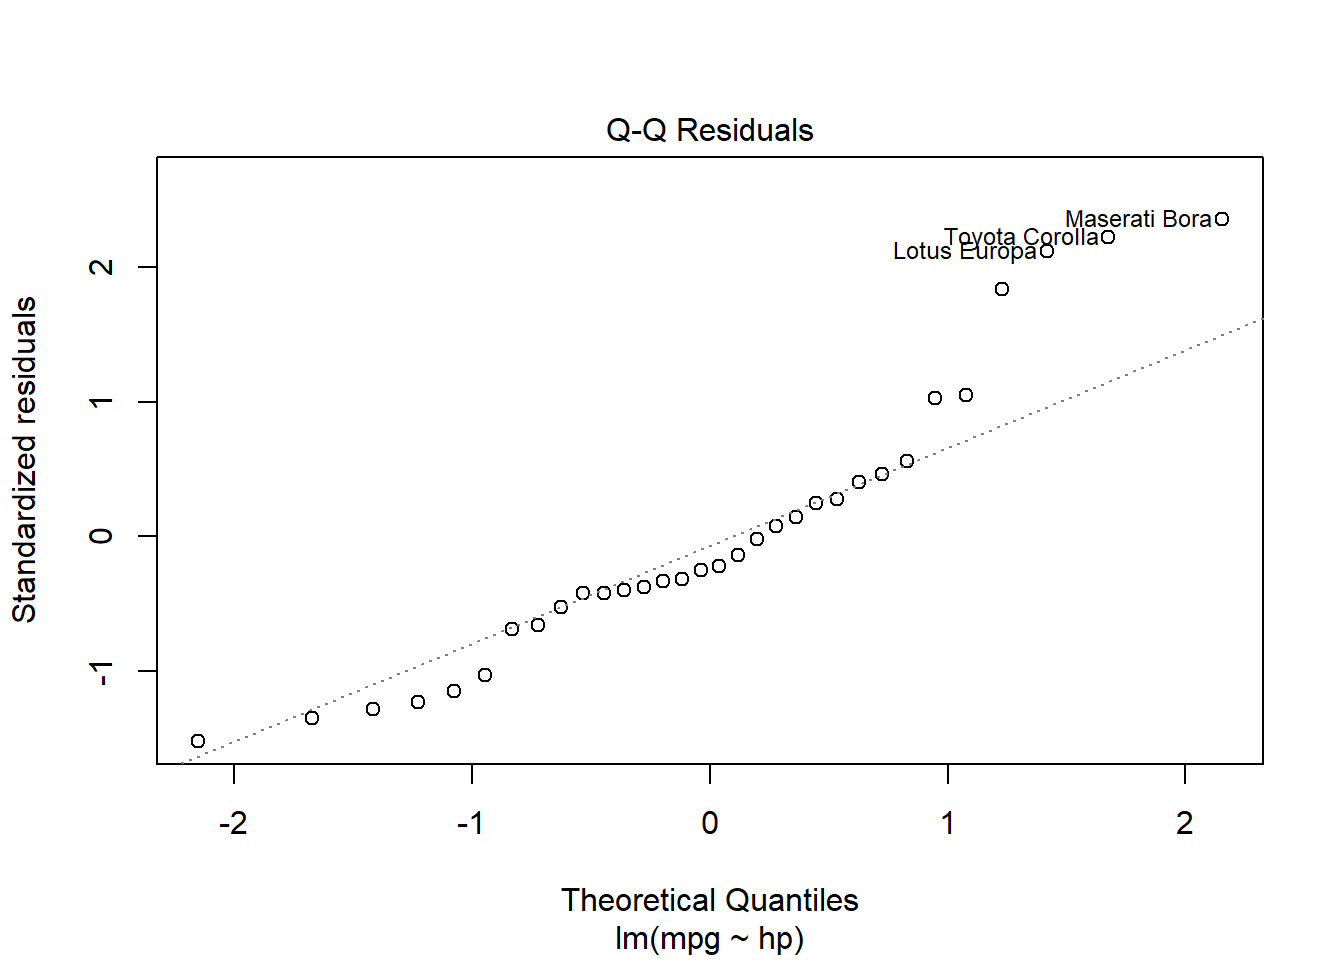 Q-Q Residuals
Maserati Bora
Toyota Corolla
Lotus Europa
Standardized residuals
2
1
0
-1
-2
-1
0
1
2
Theoretical Quantiles
lm(mpg ~ hp)